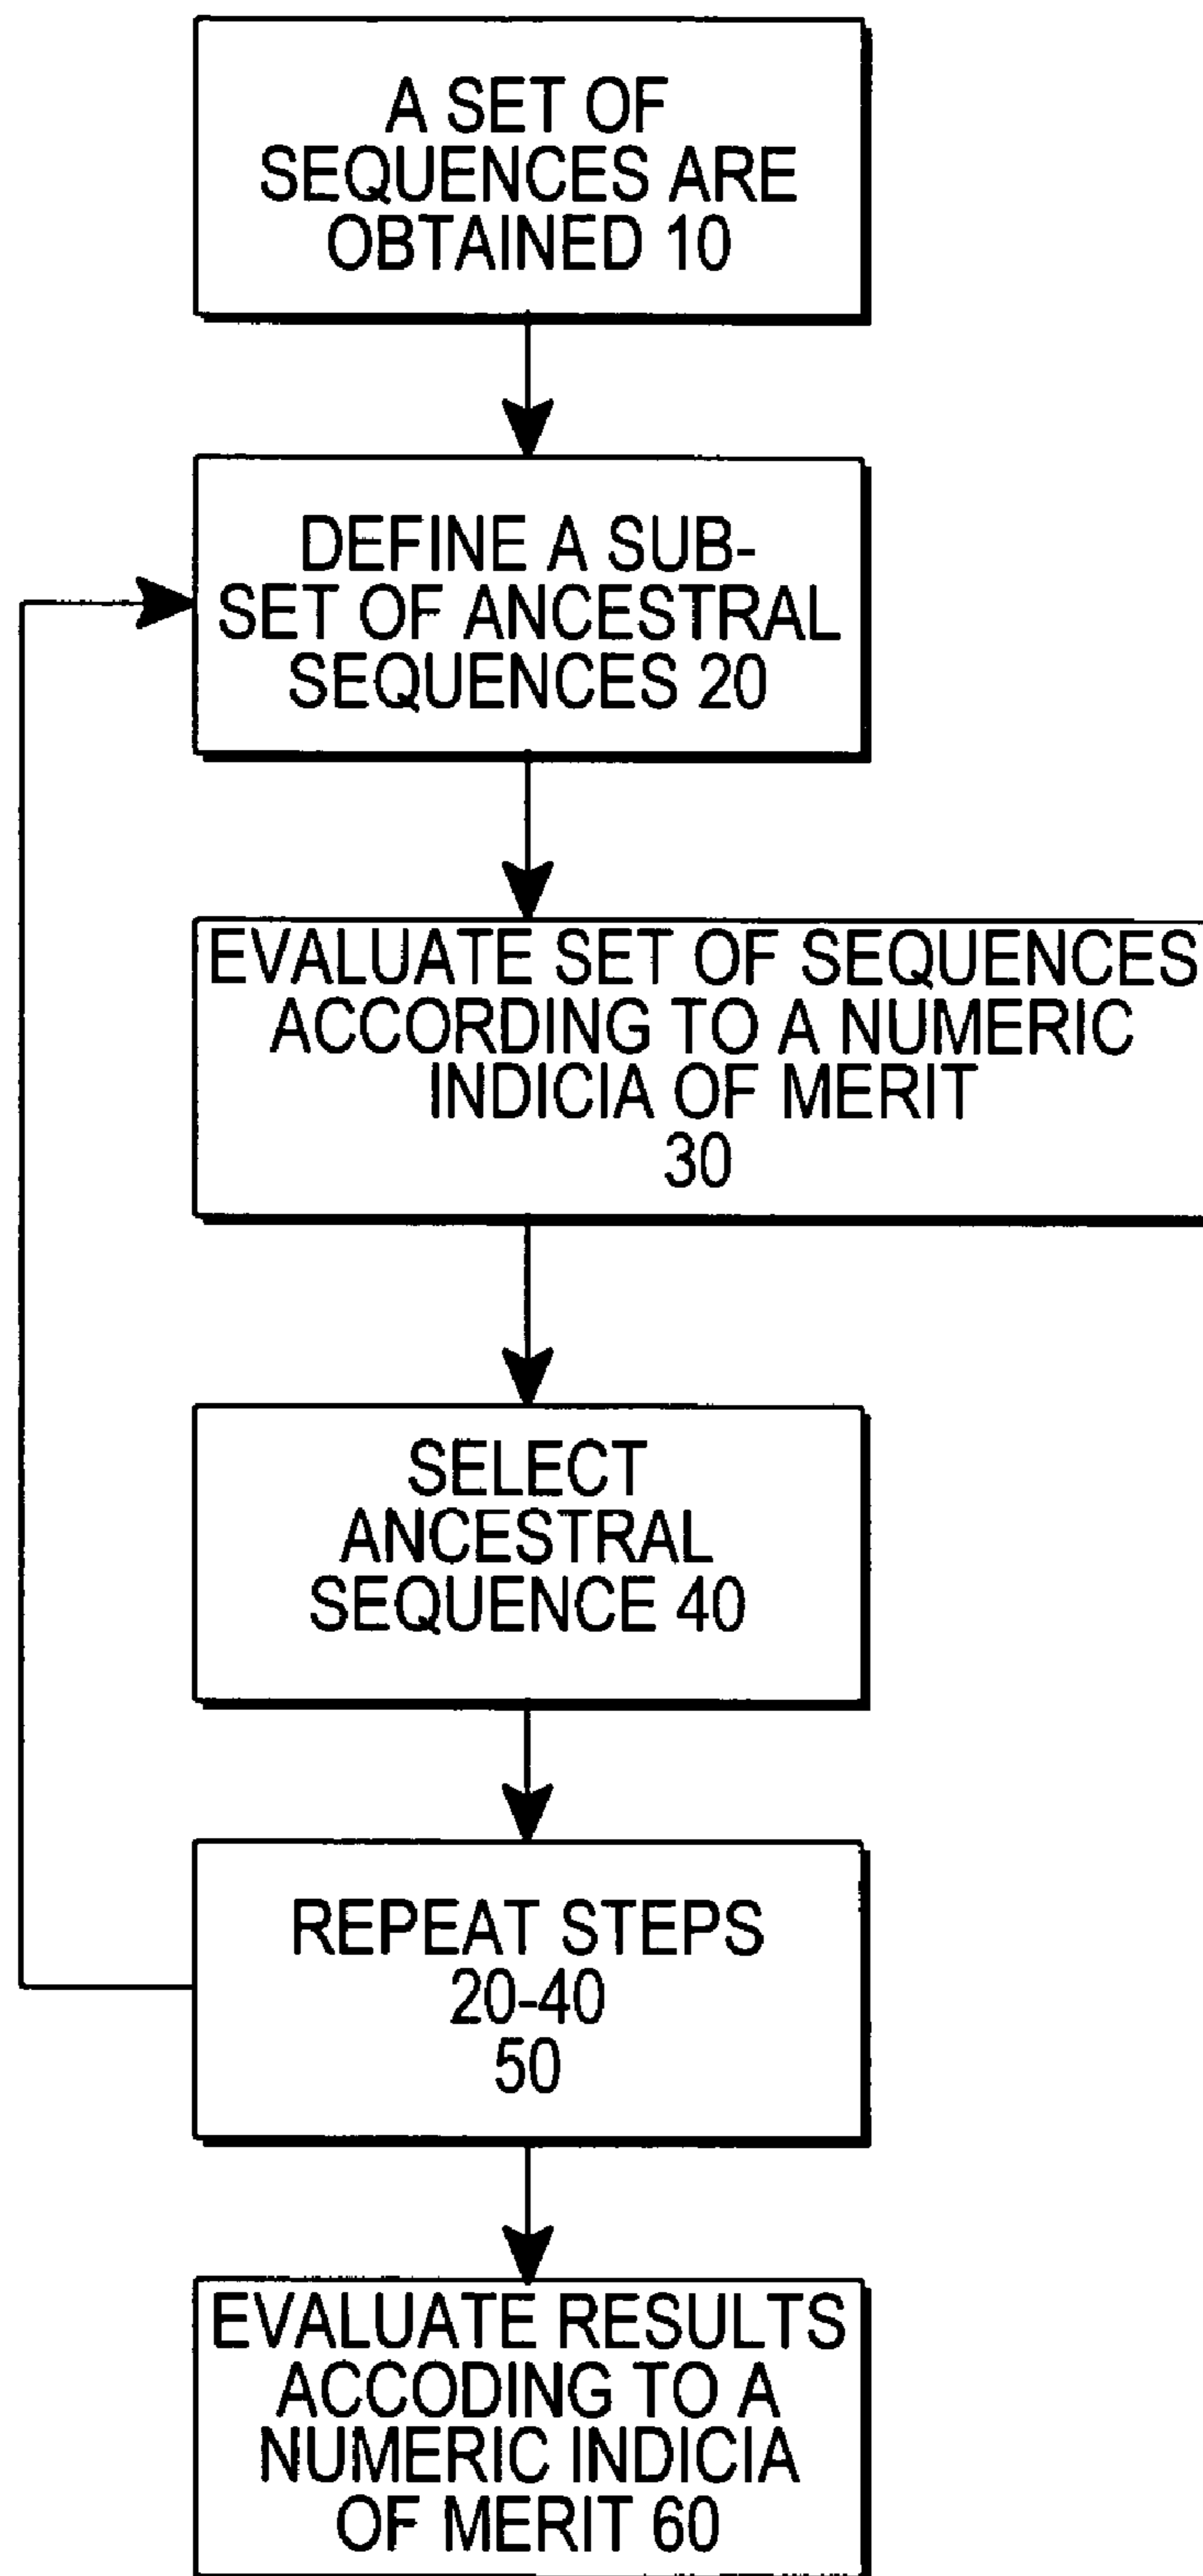 A SET OF
SEQUENCES ARE
OBTAINED 10
DEFINE A SUB-
SET OF ANCESTRAL
SEQUENCES 20
EVALUATE SET OF SEQUENCES
ACCORDING TO A NUMERIC
INDICIA OF MERIT
30
SELECT
ANCESTRAL
SEQUENCE 40
REPEAT STEPS
20-40
50
EVALUATE RESULTS
ACCODING TO A
NUMERIC INDICIA
OF MERIT 60